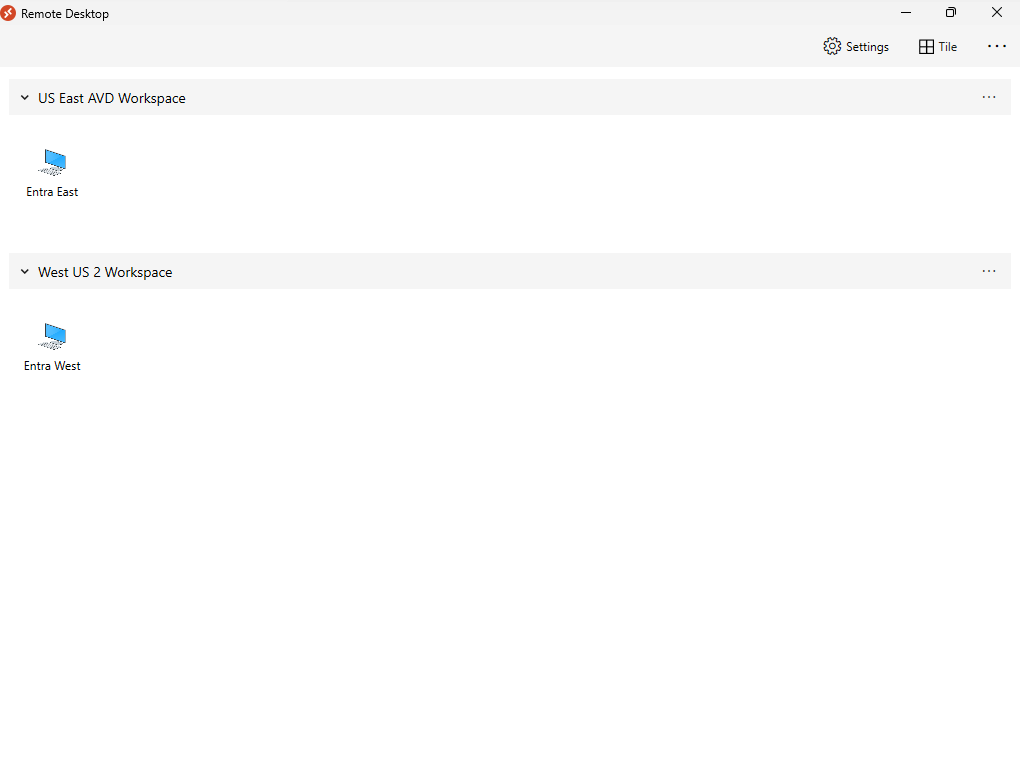 Remote Desktop
Settings
Tile
US East AVD Workspace
Entra East
West US 2 Workspace
Entra West